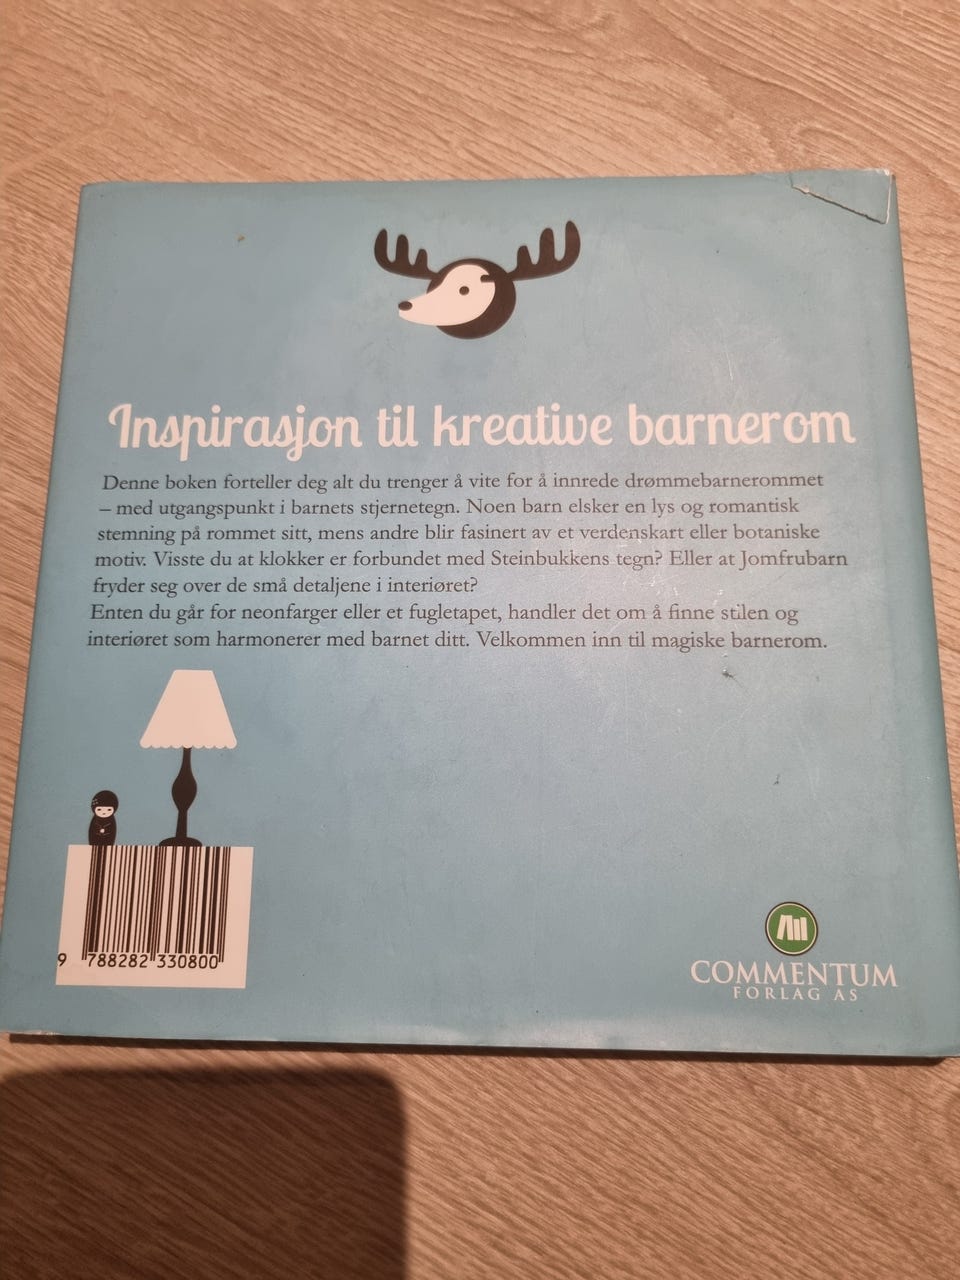 Inspirasjon til kreative barnerom
Denne boken forteller deg alt du trenger å vite for å innrede drømmebarnerommet
– med utgangspunkt i barnets stjernetegn. Noen barn elsker en lys og romantisk
stemning på rommet sitt, mens andre blir fasinert av et verdenskart eller botaniske
motiv. Visste du at klokker er forbundet med Steinbukkens tegn? Eller at Jomfrubarn
fryder seg over de små detaljene i interiøret?
Enten du går for neonfarger eller et fugletapet, handler det om å finne stilen og
interiøret som harmonerer med barnet ditt. Velkommen inn til magiske barnerom.
9 788282 330800
COMMENTUM
FORLAG AS